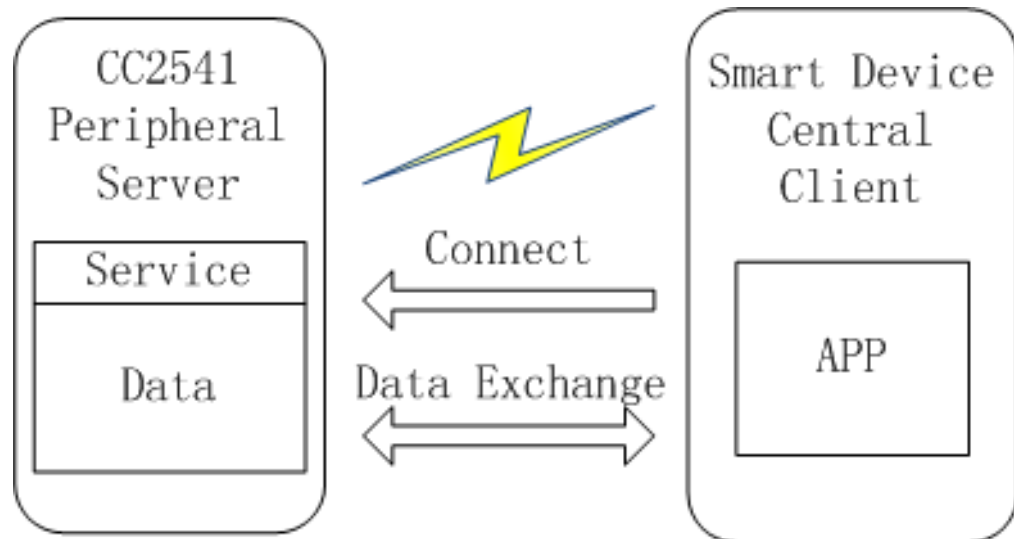 CC2541
Peripheral
Server
Service
Data
Connect
Data Exchange
Smart Device
Central
Client
APP